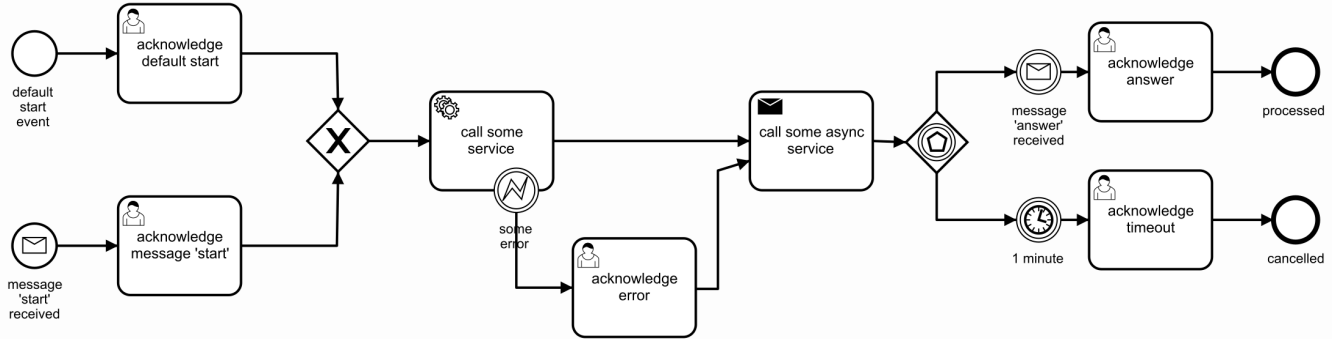 acknowledge
default start
default
start
event
acknowledge
message 'start'
message
'start'
received
X
call some
service
some
error
acknowledge
error
call some async
service
message
'answer'
received
acknowledge
answer
processed
1 minute
acknowledge
timeout
cancelled